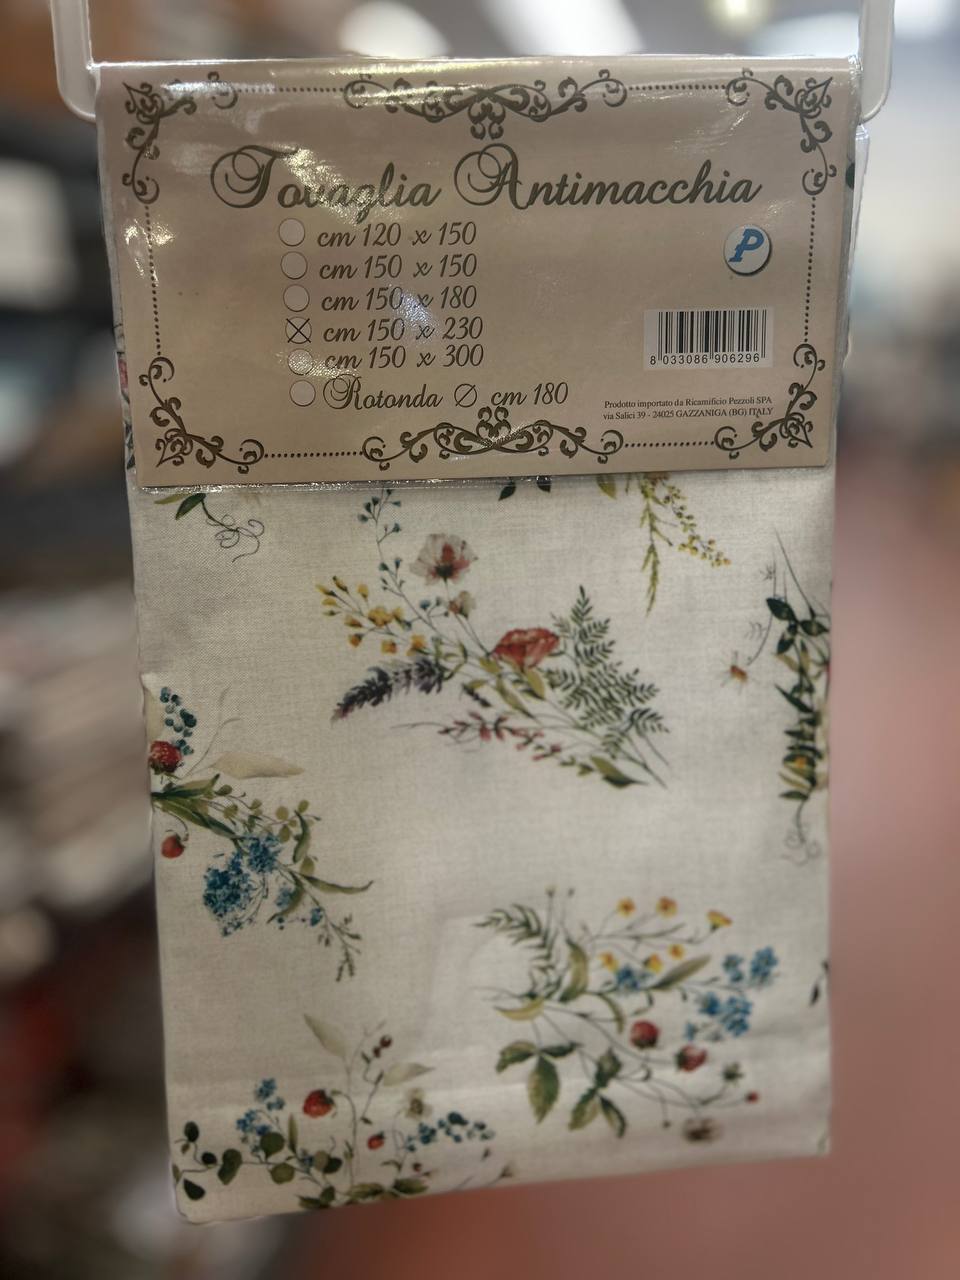 Tovaglia Antimacchia
cm 120 x 150
cm 150 x 150
cm 150 x 180
cm 150 x 230
cm 150 x 300
Rotonda Ø cm 180
P
8 033086 906296
Prodotto importato da Ricamificio Pezzoli SPA
via Salici 39 - 24025 GAZZANIGA (BG) ITALY